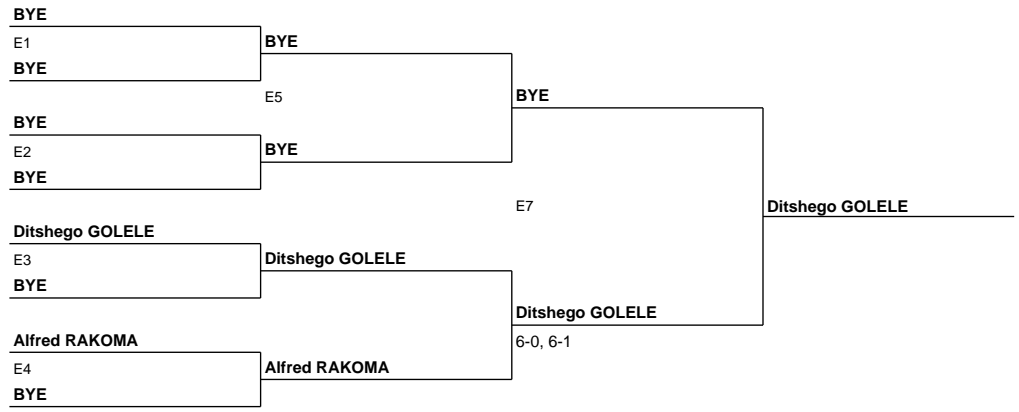 BYE
E1
BYE
BYE
E5
BYE
BYE
E2
BYE
BYE
E7
Ditshego GOLELE
Ditshego GOLELE
E3
Ditshego GOLELE
BYE
Ditshego GOLELE
Alfred RAKOMA
6-0, 6-1
E4
Alfred RAKOMA
BYE